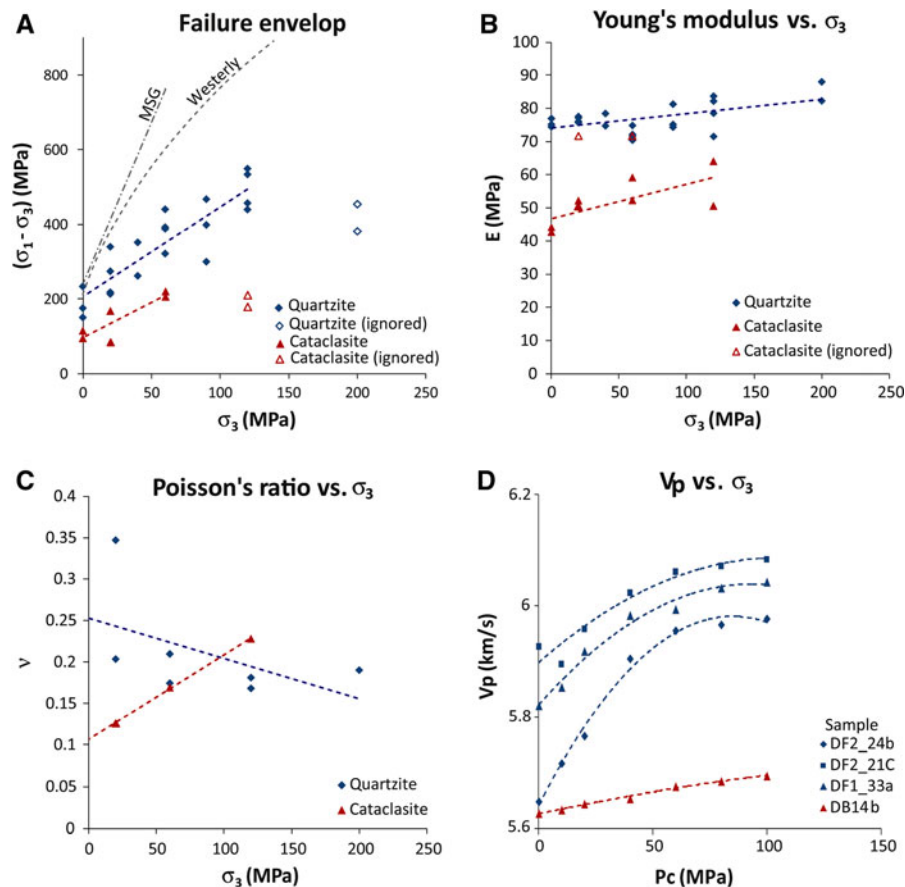 A Failure envelop
(σ1 - σ3) (MPa)
800
600
400
200
0
0 50 100 150 200 250
σ3 (MPa)
MSG
Westerly
Quartzite
Quartzite (ignored)
Cataclasite
Cataclasite (ignored)
B Young's modulus vs. σ3
E (MPa)
100
90
80
70
60
50
40
30
20
10
0
0 50 100 150 200 250
σ3 (MPa)
Quartzite
Cataclasite
Cataclasite (ignored)
C Poisson's ratio vs. σ3
ν
0.4
0.35
0.3
0.25
0.2
0.15
0.1
0.05
0
0 50 100 150 200 250
σ3 (MPa)
Quartzite
Cataclasite
D Vp vs. σ3
Vp (km/s)
6.2
6
5.8
5.6
0 50 100 150
Pc (MPa)
Sample
DF2_24b
DF2_21C
DF1_33a
DB14b